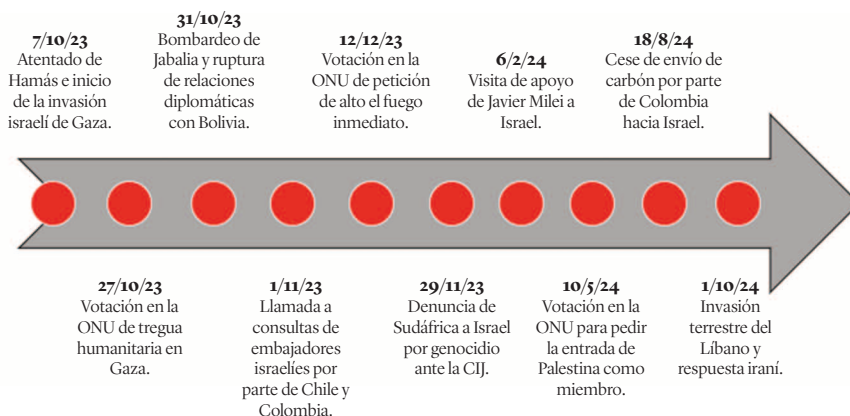 7/10/23
Atentado de
Hamás e inicio
de la invasión
israelí de Gaza.
27/10/23
Votación en la
ONU de tregua
humanitaria en
Gaza.
31/10/23
Bombardeo de
Jabalia y ruptura
de relaciones
diplomáticas
con Bolivia.
1/11/23
Llamada a
consultas de
embajadores
israelíes por
parte de Chile y
Colombia.
12/12/23
Votación en la
ONU de petición
de alto el fuego
inmediato.
29/11/23
Denuncia de
Sudáfrica a Israel
por genocidio
ante la CIJ.
6/2/24
Visita de apoyo
de Javier Milei a
Israel.
10/5/24
Votación en la
ONU para pedir
la entrada de
Palestina como
miembro.
18/8/24
Cese de envío de
carbón por parte
de Colombia
hacia Israel.
1/10/24
Invasión
terrestre del
Líbano y
respuesta iraní.